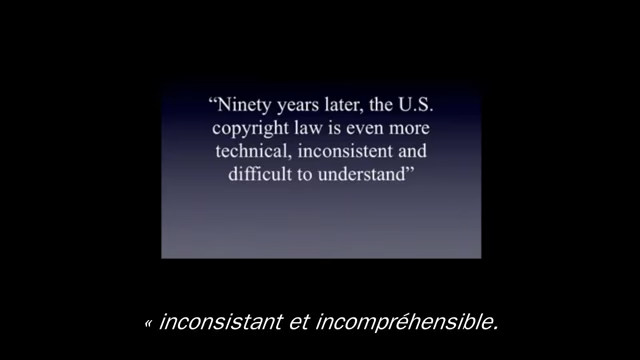 “Ninety years later, the U.S.
copyright law is even more
technical, inconsistent and
difficult to understand”
« inconsistant et incompréhensible.